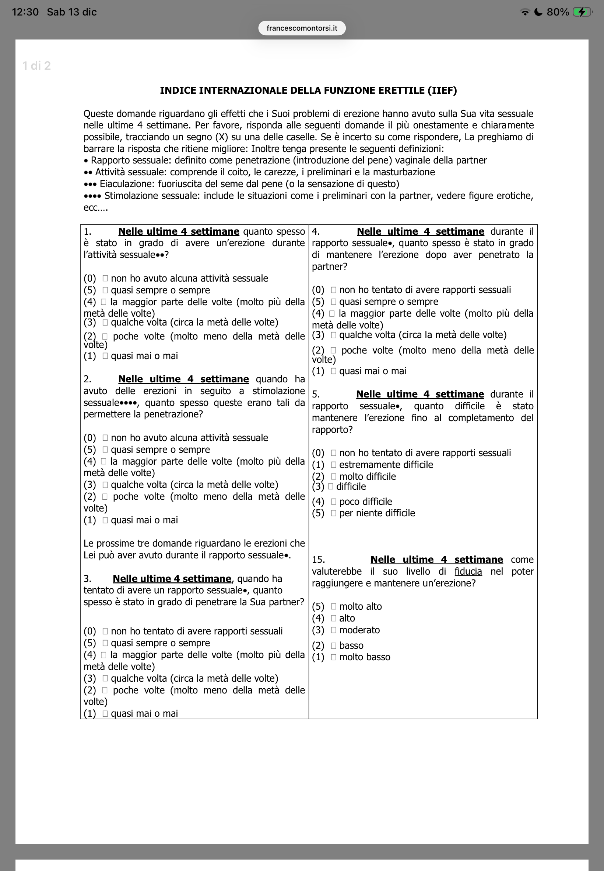 12:30 Sab 13 dic
80%
francescomontorsi.it
1 di 2
INDICE INTERNAZIONALE DELLA FUNZIONE ERETTILE (IIEF)
Queste domande riguardano gli effetti che i Suoi problemi di erezione hanno avuto sulla Sua vita sessuale
nelle ultime 4 settimane. Per favore, risponda alle seguenti domande il più onestamente e chiaramente
possibile, tracciando un segno (X) su una delle caselle. Se è incerto su come rispondere, La preghiamo di
barrare la risposta che ritiene migliore: Inoltre tenga presente le seguenti definizioni:
• Rapporto sessuale: definito come penetrazione (introduzione del pene) vaginale della partner
•• Attività sessuale: comprende il coito, le carezze, i preliminari e la masturbazione
••• Eiaculazione: fuoriuscita del seme dal pene (o la sensazione di questo)
•••• Stimolazione sessuale: include le situazioni come i preliminari con la partner, vedere figure erotiche,
ecc....
1. Nelle ultime 4 settimane quanto spesso
è stato in grado di avere un'erezione durante
l'attività sessuale••?
(0) □ non ho avuto alcuna attività sessuale
(5) □ quasi sempre o sempre
(4) □ la maggior parte delle volte (molto più della
metà delle volte)
(3) □ qualche volta (circa la metà delle volte)
(2) □ poche volte (molto meno della metà delle
volte)
(1) □ quasi mai o mai
2. Nelle ultime 4 settimane quando ha
avuto delle erezioni in seguito a stimolazione
sessuale••••, quanto spesso queste erano tali da
permettere la penetrazione?
(0) □ non ho avuto alcuna attività sessuale
(5) □ quasi sempre o sempre
(4) □ la maggior parte delle volte (molto più della
metà delle volte)
(3) □ qualche volta (circa la metà delle volte)
(2) □ poche volte (molto meno della metà delle
volte)
(1) □ quasi mai o mai
Le prossime tre domande riguardano le erezioni che
Lei può aver avuto durante il rapporto sessuale•.
3. Nelle ultime 4 settimane, quando ha
tentato di avere un rapporto sessuale•, quanto
spesso è stato in grado di penetrare la Sua partner?
(0) □ non ho tentato di avere rapporti sessuali
(5) □ quasi sempre o sempre
(4) □ la maggior parte delle volte (molto più della
metà delle volte)
(3) □ qualche volta (circa la metà delle volte)
(2) □ poche volte (molto meno della metà delle
volte)
(1) □ quasi mai o mai
4. Nelle ultime 4 settimane durante il
rapporto sessuale•, quanto spesso è stato in grado
di mantenere l'erezione dopo aver penetrato la
partner?
(0) □ non ho tentato di avere rapporti sessuali
(5) □ quasi sempre o sempre
(4) □ la maggior parte delle volte (molto più della
metà delle volte)
(3) □ qualche volta (circa la metà delle volte)
(2) □ poche volte (molto meno della metà delle
volte)
(1) □ quasi mai o mai
5. Nelle ultime 4 settimane durante il
rapporto sessuale•, quanto difficile è stato
mantenere l'erezione fino al completamento del
rapporto?
(0) □ non ho tentato di avere rapporti sessuali
(1) □ estremamente difficile
(2) □ molto difficile
(3) □ difficile
(4) □ poco difficile
(5) □ per niente difficile
15. Nelle ultime 4 settimane come
valuterebbe il suo livello di fiducia nel poter
raggiungere e mantenere un'erezione?
(5) □ molto alto
(4) □ alto
(3) □ moderato
(2) □ basso
(1) □ molto basso